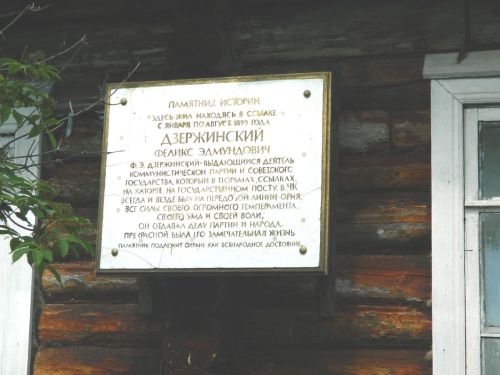 ПАМЯТНИК ИСТОРИИ
ЗДЕСЬ ЖИЛ НАХОДЯСЬ В ССЫЛКЕ
С ЯНВАРЯ ПО АВГУСТ 1899 ГОДА
ДЗЕРЖИНСКИЙ
ФЕЛИКС ЭДМУНДОВИЧ
Ф. Э. ДЗЕРЖИНСКИЙ-ВЫДАЮЩИЙСЯ ДЕЯТЕЛЬ
КОММУНИСТИЧЕСКОЙ ПАРТИИ И СОВЕТСКОГО
ГОСУДАРСТВА, КОТОРЫЙ В ТЮРЬМАХ, ССЫЛКАХ,
НА КАТОРГЕ, НА ГОСУДАРСТВЕННОМ ПОСТУ, В ЧК
ВСЕГДА И ВЕЗДЕ БЫЛ НА ПЕРЕДОВОЙ ЛИНИИ ОГНЯ.
ВСЕ СИЛЫ СВОЕГО ОГРОМНОГО ТЕМПЕРАМЕНТА,
СВОЕГО УМА И СВОЕЙ ВОЛИ,
ОН ОТДАВАЛ ДЕЛУ ПАРТИИ И НАРОДА,
ПРЕКРАСНОЙ БЫЛА ЕГО ЗАМЕЧАТЕЛЬНАЯ ЖИЗНЬ
ПАМЯТНИК ПОДЛЕЖИТ ОХРАНЕ КАК ВСЕНАРОДНОЕ ДОСТОЯНИЕ